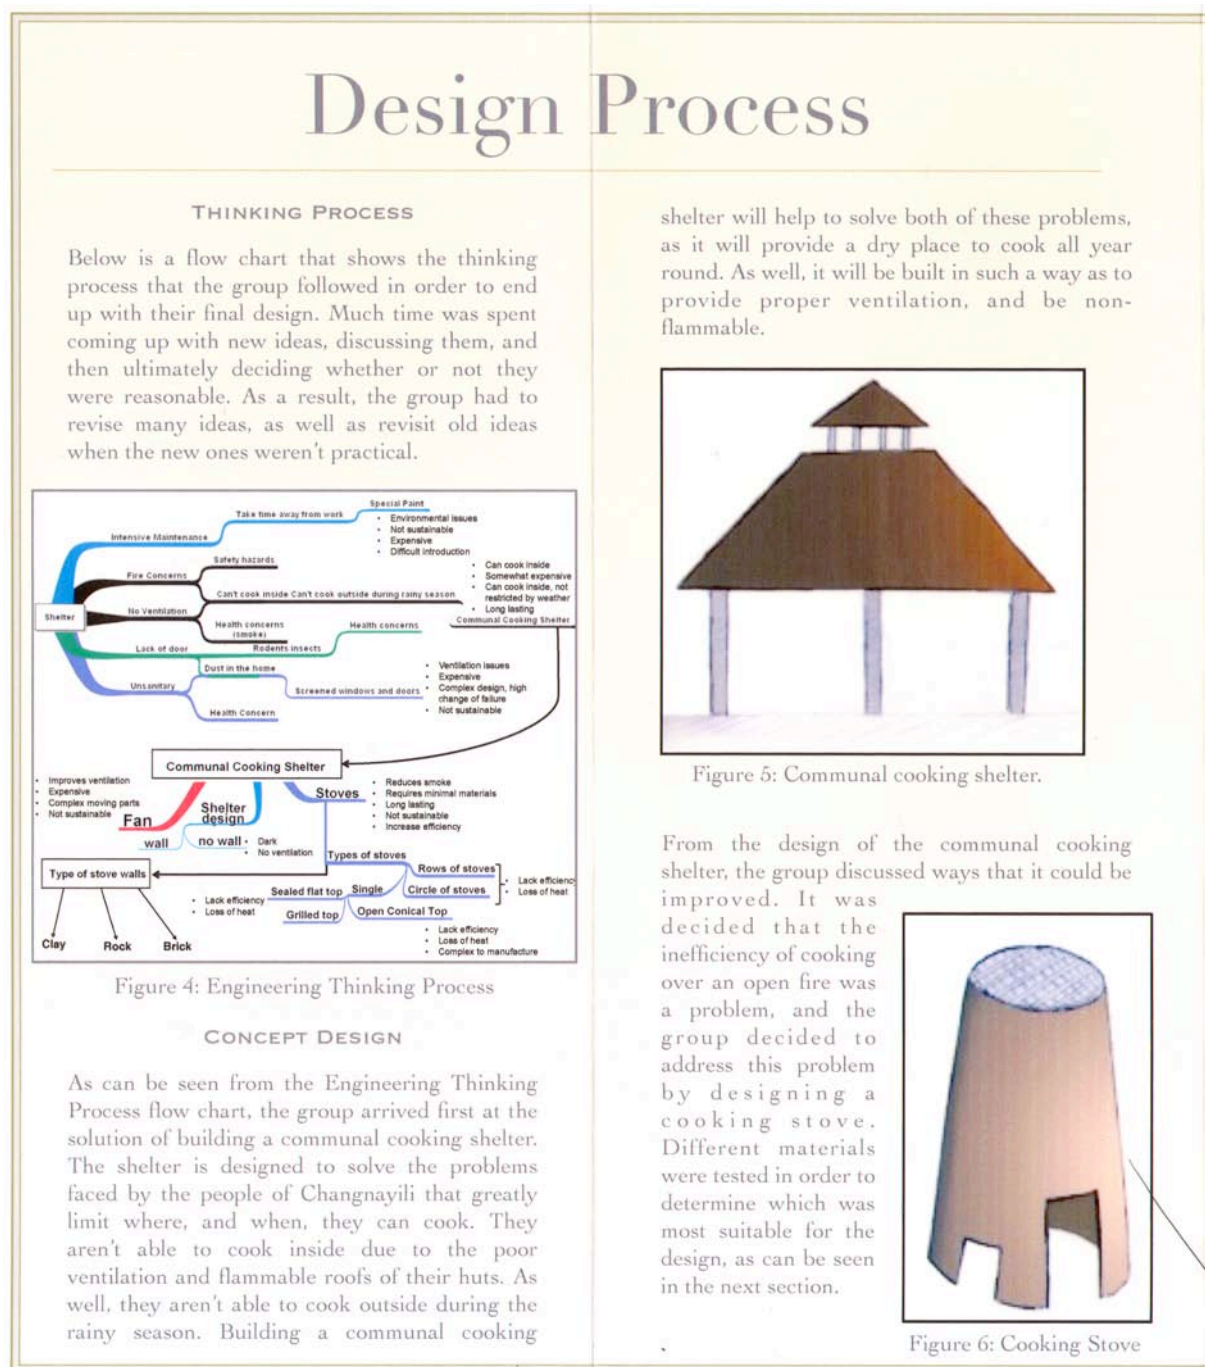 Design Process
THINKING PROCESS
Below is a flow chart that shows the thinking
process that the group followed in order to end
up with their final design. Much time was spent
coming up with new ideas, discussing them, and
then ultimately deciding whether or not they
were reasonable. As a result, the group had to
revise many ideas, as well as revisit old ideas
when the new ones weren't practical.
Shelter
Intensive Maintenance
Take time away from work
Special Paint
• Environmental issues
• Not sustainable
• Expensive
• Difficult introduction
Fire Concerns
Safety hazards
Can't cook inside Can't cook outside during rainy season
No Ventilation
Health concerns
(smoke)
• Can cook inside
• Somewhat expensive
• Can cook inside, not
restricted by weather
• Long lasting
Communal Cooking Shelter
Lack of door
Rodents insects
Health concerns
Dust in the home
Unsanitary
Screened windows and doors
• Ventilation issues
• Expensive
• Complex design, high
change of failure
• Not sustainable
Health Concern
Communal Cooking Shelter
• Improves ventilation
• Expensive
• Complex moving parts
• Not sustainable
Fan
Shelter
design
wall
no wall
• Dark
• No ventilation
Stoves
• Reduces smoke
• Requires minimal materials
• Long lasting
• Not sustainable
• Increase efficiency
Types of stoves
Rows of stoves
Circle of stoves
• Lack efficiency
• Loss of heat
Single
Sealed flat top
• Lack efficiency
• Loss of heat
Grilled top
Open Conical Top
• Lack efficiency
• Loss of heat
• Complex to manufacture
Type of stove walls
Clay
Rock
Brick
Figure 4: Engineering Thinking Process
CONCEPT DESIGN
As can be seen from the Engineering Thinking
Process flow chart, the group arrived first at the
solution of building a communal cooking shelter.
The shelter is designed to solve the problems
faced by the people of Changnayili that greatly
limit where, and when, they can cook. They
aren't able to cook inside due to the poor
ventilation and flammable roofs of their huts. As
well, they aren't able to cook outside during the
rainy season. Building a communal cooking
shelter will help to solve both of these problems,
as it will provide a dry place to cook all year
round. As well, it will be built in such a way as to
provide proper ventilation, and be non-
flammable.
Figure 5: Communal cooking shelter.
From the design of the communal cooking
shelter, the group discussed ways that it could be
improved. It was
decided that the
inefficiency of cooking
over an open fire was
a problem, and the
group decided to
address this problem
by designing a
cooking stove.
Different materials
were tested in order to
determine which was
most suitable for the
design, as can be seen
in the next section.
Figure 6: Cooking Stove